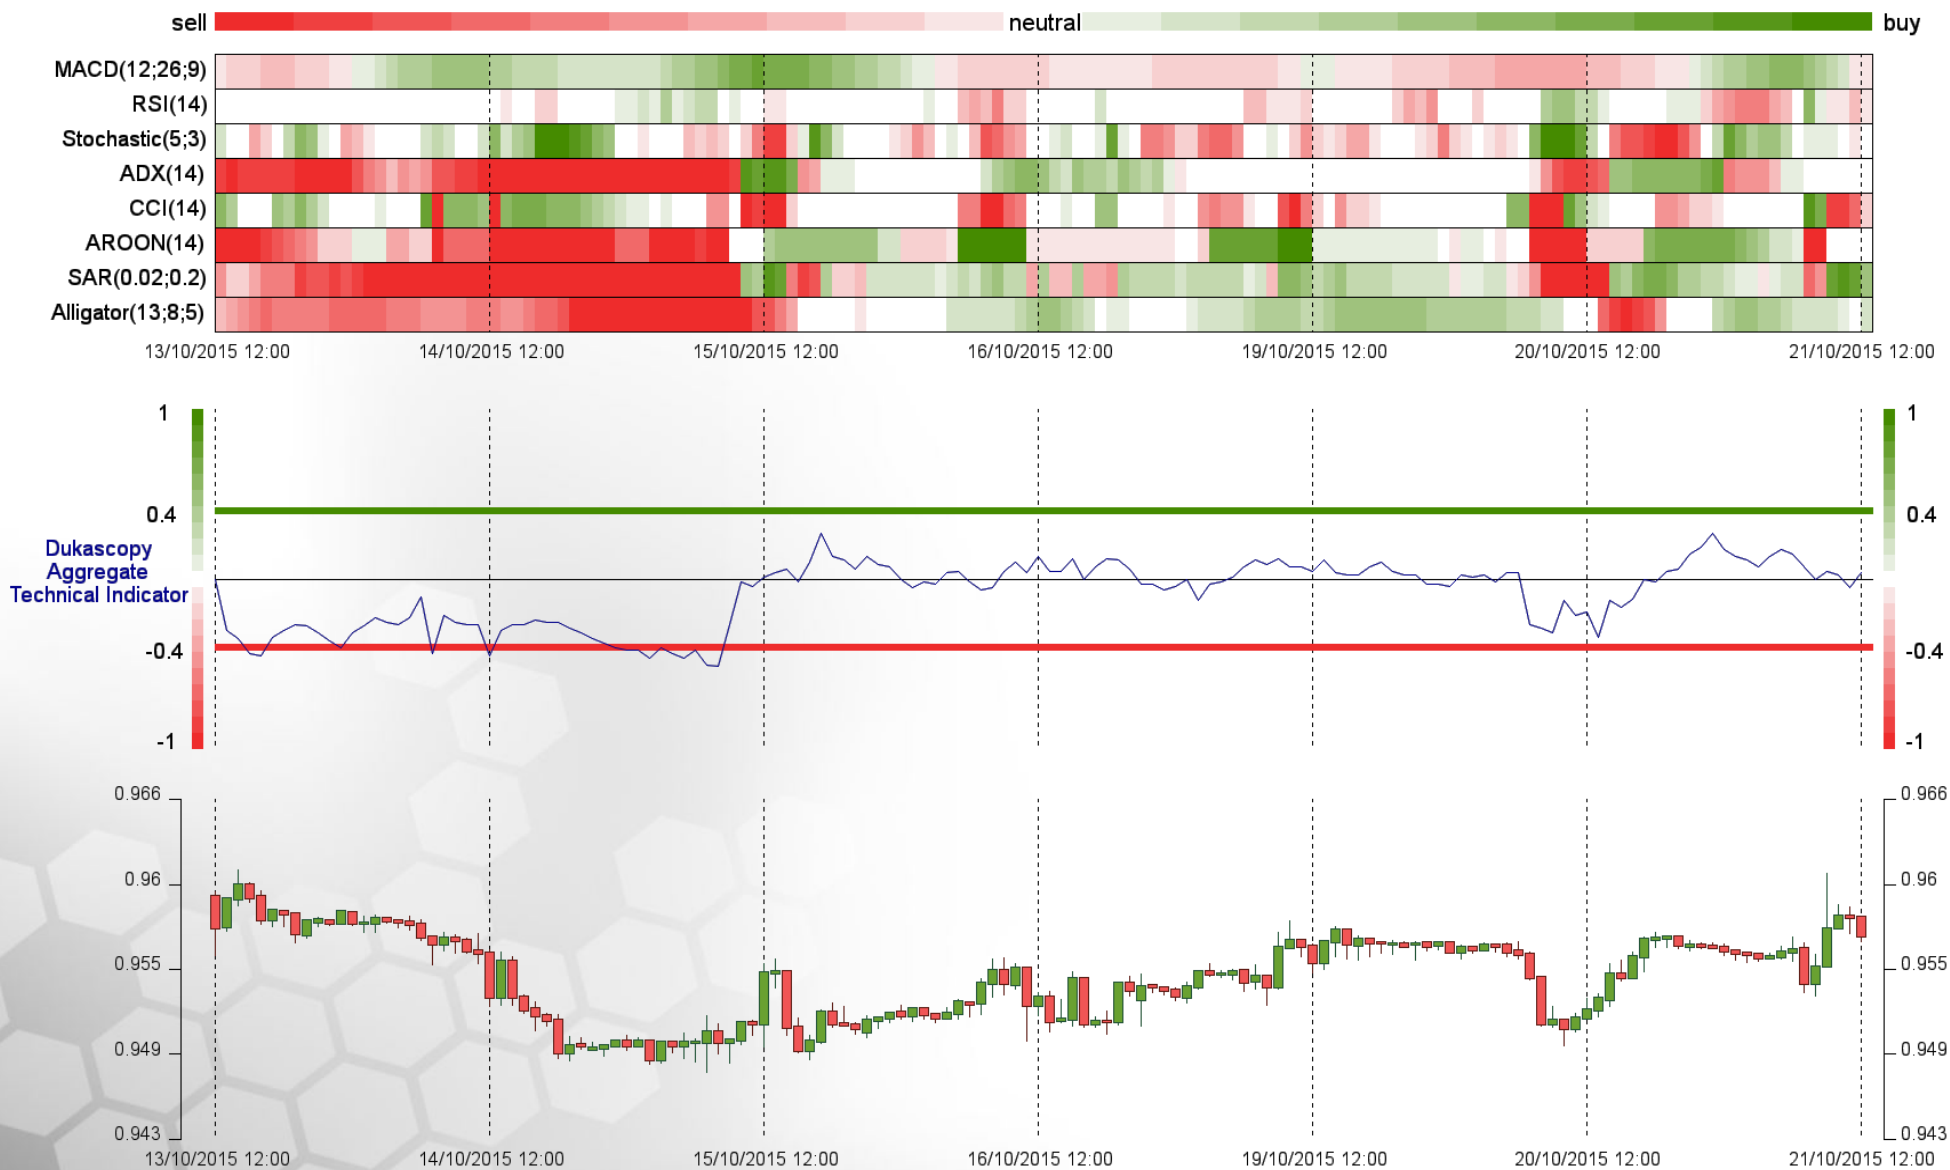 sell neutral buy
MACD(12;26;9)
RSI(14)
Stochastic(5;3)
ADX(14)
CCI(14)
AROON(14)
SAR(0.02;0.2)
Alligator(13;8;5)
13/10/2015 12:00 14/10/2015 12:00 15/10/2015 12:00 16/10/2015 12:00 19/10/2015 12:00 20/10/2015 12:00 21/10/2015 12:00
1 1
0.4 0.4
Dukascopy
Aggregate
Technical Indicator
-0.4 -0.4
-1 -1
0.966 0.966
0.96 0.96
0.955 0.955
0.949 0.949
0.943 0.943
13/10/2015 12:00 14/10/2015 12:00 15/10/2015 12:00 16/10/2015 12:00 19/10/2015 12:00 20/10/2015 12:00 21/10/2015 12:00